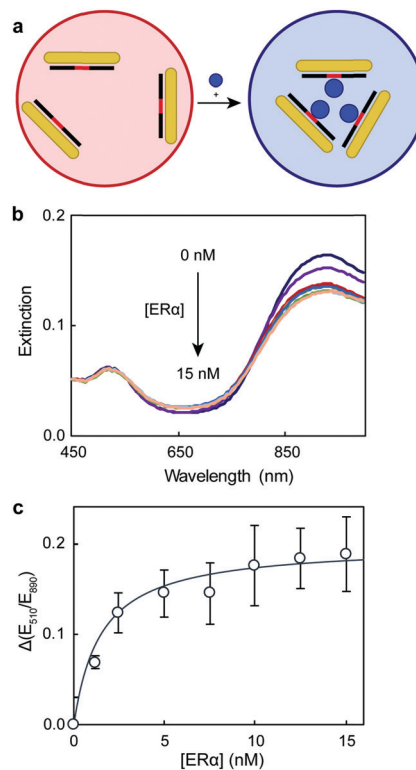 a
+
b
0.2
0 nM
Extinction
0.1
[ERα]
15 nM
0.0
450
650
850
Wavelength (nm)
c
0.2
Δ(E510/E890)
0.1
0.0
0
5
10
15
[ERα] (nM)